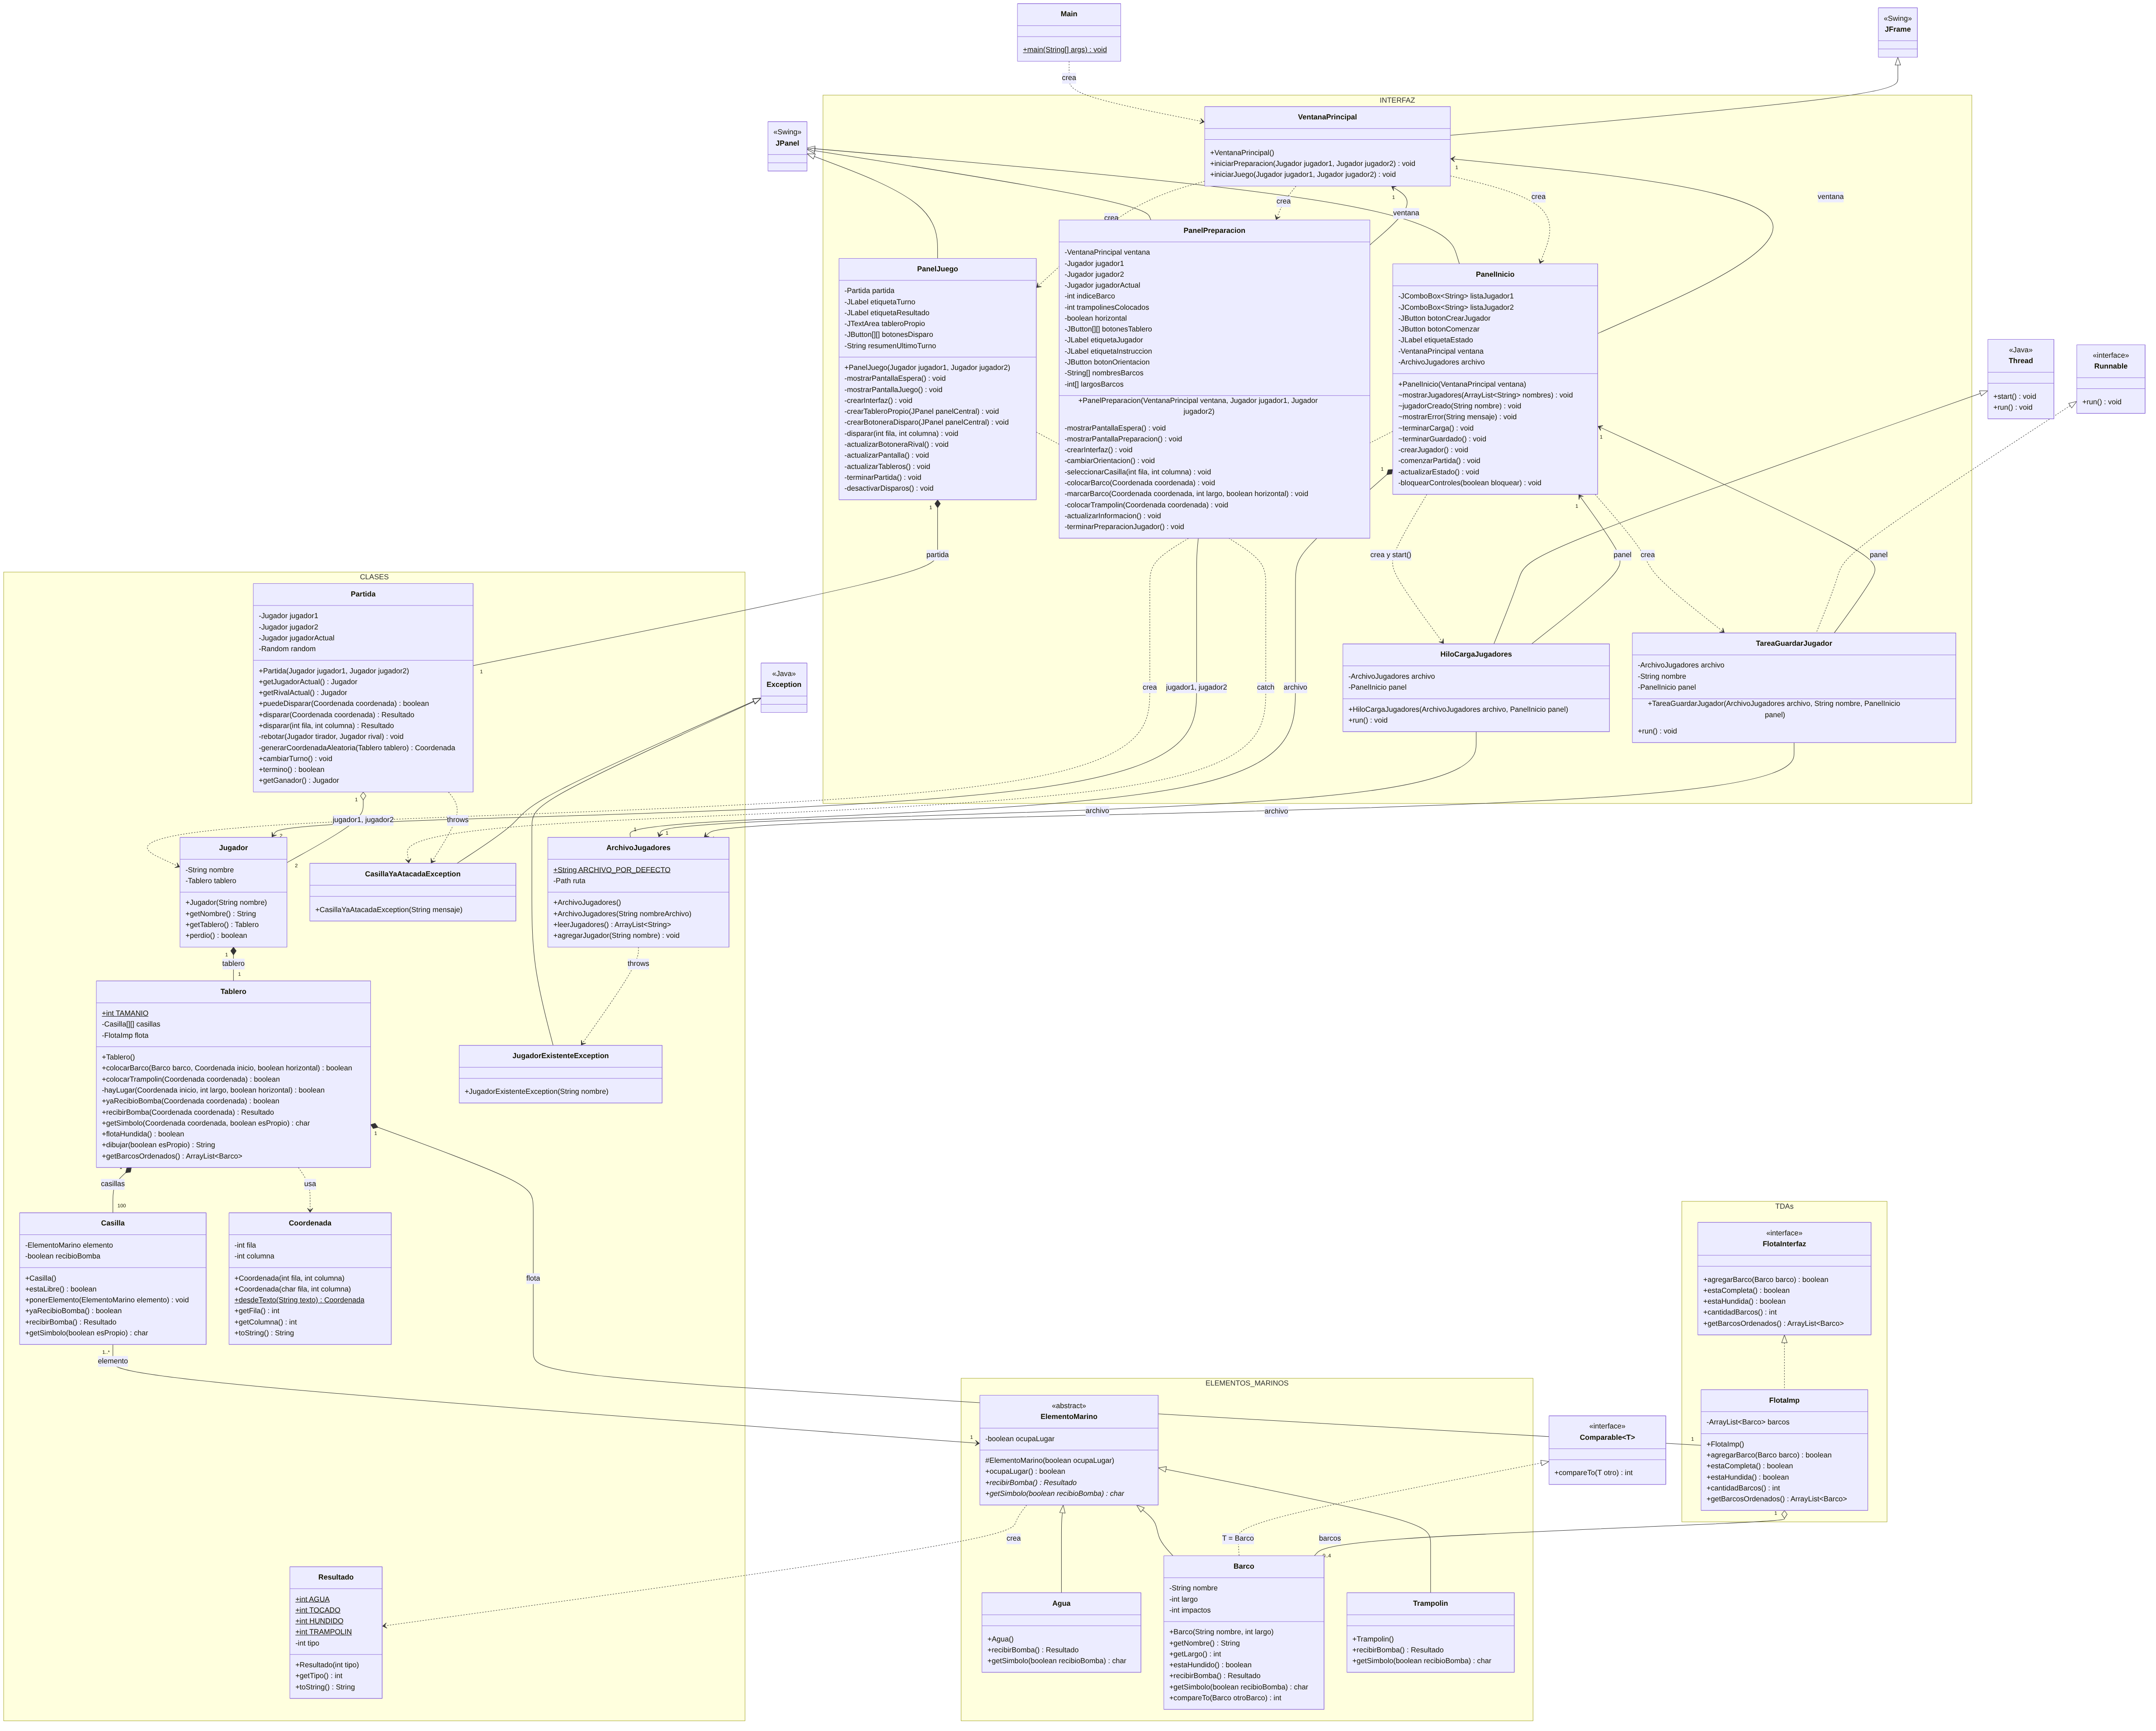 Main
+main(String[] args) : void
«Swing»
JFrame
crea
INTERFAZ
VentanaPrincipal
+VentanaPrincipal()
+iniciarPreparacion(Jugador jugador1, Jugador jugador2) : void
+iniciarJuego(Jugador jugador1, Jugador jugador2) : void
«Swing»
JPanel
1
1
crea
crea
crea
ventana
ventana
PanelPreparacion
-VentanaPrincipal ventana
-Jugador jugador1
-Jugador jugador2
-Jugador jugadorActual
-int indiceBarco
-int trampolinesColocados
-boolean horizontal
-JButton[][] botonesTablero
-JLabel etiquetaJugador
-JLabel etiquetaInstruccion
-JButton botonOrientacion
-String[] nombresBarcos
-int[] largosBarcos
+PanelPreparacion(VentanaPrincipal ventana, Jugador jugador1, Jugador
jugador2)
-mostrarPantallaEspera() : void
-mostrarPantallaPreparacion() : void
-crearInterfaz() : void
-cambiarOrientacion() : void
-seleccionarCasilla(int fila, int columna) : void
-colocarBarco(Coordenada coordenada) : void
-marcarBarco(Coordenada coordenada, int largo, boolean horizontal) : void
-colocarTrampolin(Coordenada coordenada) : void
-actualizarInformacion() : void
-terminarPreparacionJugador() : void
PanelJuego
-Partida partida
-JLabel etiquetaTurno
-JLabel etiquetaResultado
-JTextArea tableroPropio
-JButton[][] botonesDisparo
-String resumenUltimoTurno
+PanelJuego(Jugador jugador1, Jugador jugador2)
-mostrarPantallaEspera() : void
-mostrarPantallaJuego() : void
-crearInterfaz() : void
-crearTableroPropio(JPanel panelCentral) : void
-crearBotoneraDisparo(JPanel panelCentral) : void
-disparar(int fila, int columna) : void
-actualizarBotoneraRival() : void
-actualizarPantalla() : void
-actualizarTableros() : void
-terminarPartida() : void
-desactivarDisparos() : void
PanelInicio
-JComboBox<String> listaJugador1
-JComboBox<String> listaJugador2
-JButton botonCrearJugador
-JButton botonComenzar
-JLabel etiquetaEstado
-VentanaPrincipal ventana
-ArchivoJugadores archivo
+PanelInicio(VentanaPrincipal ventana)
~mostrarJugadores(ArrayList<String> nombres) : void
~jugadorCreado(String nombre) : void
~mostrarError(String mensaje) : void
~terminarCarga() : void
~terminarGuardado() : void
-crearJugador() : void
-comenzarPartida() : void
-actualizarEstado() : void
-bloquearControles(boolean bloquear) : void
«Java»
Thread
+start() : void
+run() : void
«interface»
Runnable
+run() : void
1
1
1
1
partida
crea y start()
panel
crea
panel
CLASES
Partida
-Jugador jugador1
-Jugador jugador2
-Jugador jugadorActual
-Random random
+Partida(Jugador jugador1, Jugador jugador2)
+getJugadorActual() : Jugador
+getRivalActual() : Jugador
+puedeDisparar(Coordenada coordenada) : boolean
+disparar(Coordenada coordenada) : Resultado
+disparar(int fila, int columna) : Resultado
-rebotar(Jugador tirador, Jugador rival) : void
-generarCoordenadaAleatoria(Tablero tablero) : Coordenada
+cambiarTurno() : void
+termino() : boolean
+getGanador() : Jugador
1
«Java»
Exception
HiloCargaJugadores
-ArchivoJugadores archivo
-PanelInicio panel
+HiloCargaJugadores(ArchivoJugadores archivo, PanelInicio panel)
+run() : void
TareaGuardarJugador
-ArchivoJugadores archivo
-String nombre
-PanelInicio panel
+TareaGuardarJugador(ArchivoJugadores archivo, String nombre, PanelInicio
panel)
+run() : void
crea
jugador1, jugador2
catch
archivo
1
jugador1, jugador2
throws
archivo
archivo
2
2
1
1
Jugador
-String nombre
-Tablero tablero
+Jugador(String nombre)
+getNombre() : String
+getTablero() : Tablero
+perdio() : boolean
CasillaYaAtacadaException
+CasillaYaAtacadaException(String mensaje)
ArchivoJugadores
+String ARCHIVO_POR_DEFECTO
-Path ruta
+ArchivoJugadores()
+ArchivoJugadores(String nombreArchivo)
+leerJugadores() : ArrayList<String>
+agregarJugador(String nombre) : void
1
tablero
1
throws
Tablero
+int TAMANIO
-Casilla[][] casillas
-FlotaImp flota
+Tablero()
+colocarBarco(Barco barco, Coordenada inicio, boolean horizontal) : boolean
+colocarTrampolin(Coordenada coordenada) : boolean
-hayLugar(Coordenada inicio, int largo, boolean horizontal) : boolean
+yaRecibioBomba(Coordenada coordenada) : boolean
+recibirBomba(Coordenada coordenada) : Resultado
+getSimbolo(Coordenada coordenada, boolean esPropio) : char
+flotaHundida() : boolean
+dibujar(boolean esPropio) : String
+getBarcosOrdenados() : ArrayList<Barco>
JugadorExistenteException
+JugadorExistenteException(String nombre)
1
casillas
usa
100
Casilla
-ElementoMarino elemento
-boolean recibioBomba
+Casilla()
+estaLibre() : boolean
+ponerElemento(ElementoMarino elemento) : void
+yaRecibioBomba() : boolean
+recibirBomba() : Resultado
+getSimbolo(boolean esPropio) : char
Coordenada
-int fila
-int columna
+Coordenada(int fila, int columna)
+Coordenada(char fila, int columna)
+desdeTexto(String texto) : Coordenada
+getFila() : int
+getColumna() : int
+toString() : String
flota
TDAs
«interface»
FlotaInterfaz
+agregarBarco(Barco barco) : boolean
+estaCompleta() : boolean
+estaHundida() : boolean
+cantidadBarcos() : int
+getBarcosOrdenados() : ArrayList<Barco>
1..*
elemento
ELEMENTOS_MARINOS
«abstract»
ElementoMarino
-boolean ocupaLugar
#ElementoMarino(boolean ocupaLugar)
+ocupaLugar() : boolean
+recibirBomba() : Resultado
+getSimbolo(boolean recibioBomba) : char
1
«interface»
Comparable<T>
+compareTo(T otro) : int
1
FlotaImp
-ArrayList<Barco> barcos
+FlotaImp()
+agregarBarco(Barco barco) : boolean
+estaCompleta() : boolean
+estaHundida() : boolean
+cantidadBarcos() : int
+getBarcosOrdenados() : ArrayList<Barco>
1
crea
T = Barco
barcos
Resultado
+int AGUA
+int TOCADO
+int HUNDIDO
+int TRAMPOLIN
-int tipo
+Resultado(int tipo)
+getTipo() : int
+toString() : String
Agua
+Agua()
+recibirBomba() : Resultado
+getSimbolo(boolean recibioBomba) : char
Barco
-String nombre
-int largo
-int impactos
+Barco(String nombre, int largo)
+getNombre() : String
+getLargo() : int
+estaHundido() : boolean
+recibirBomba() : Resultado
+getSimbolo(boolean recibioBomba) : char
+compareTo(Barco otroBarco) : int
Trampolin
+Trampolin()
+recibirBomba() : Resultado
+getSimbolo(boolean recibioBomba) : char